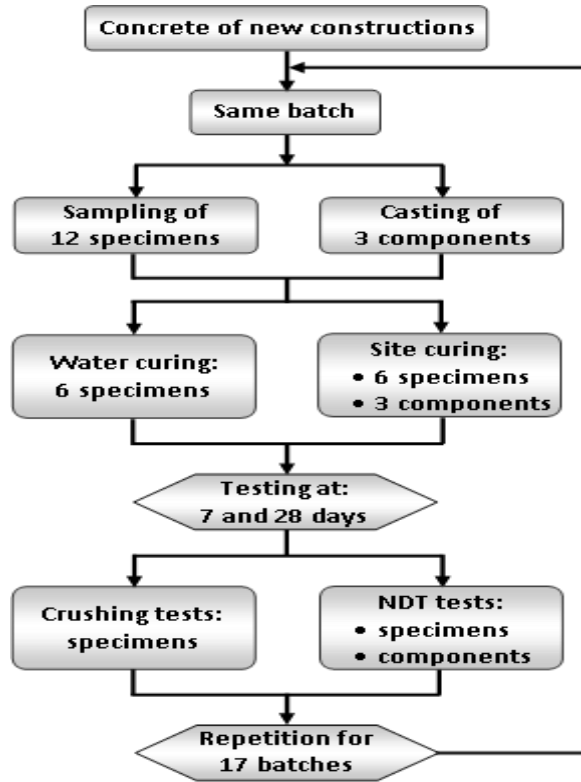 Concrete of new constructions
Same batch
Sampling of
12 specimens
Casting of
3 components
Water curing:
6 specimens
Site curing:
• 6 specimens
• 3 components
Testing at:
7 and 28 days
Crushing tests:
specimens
NDT tests:
• specimens
• components
Repetition for
17 batches